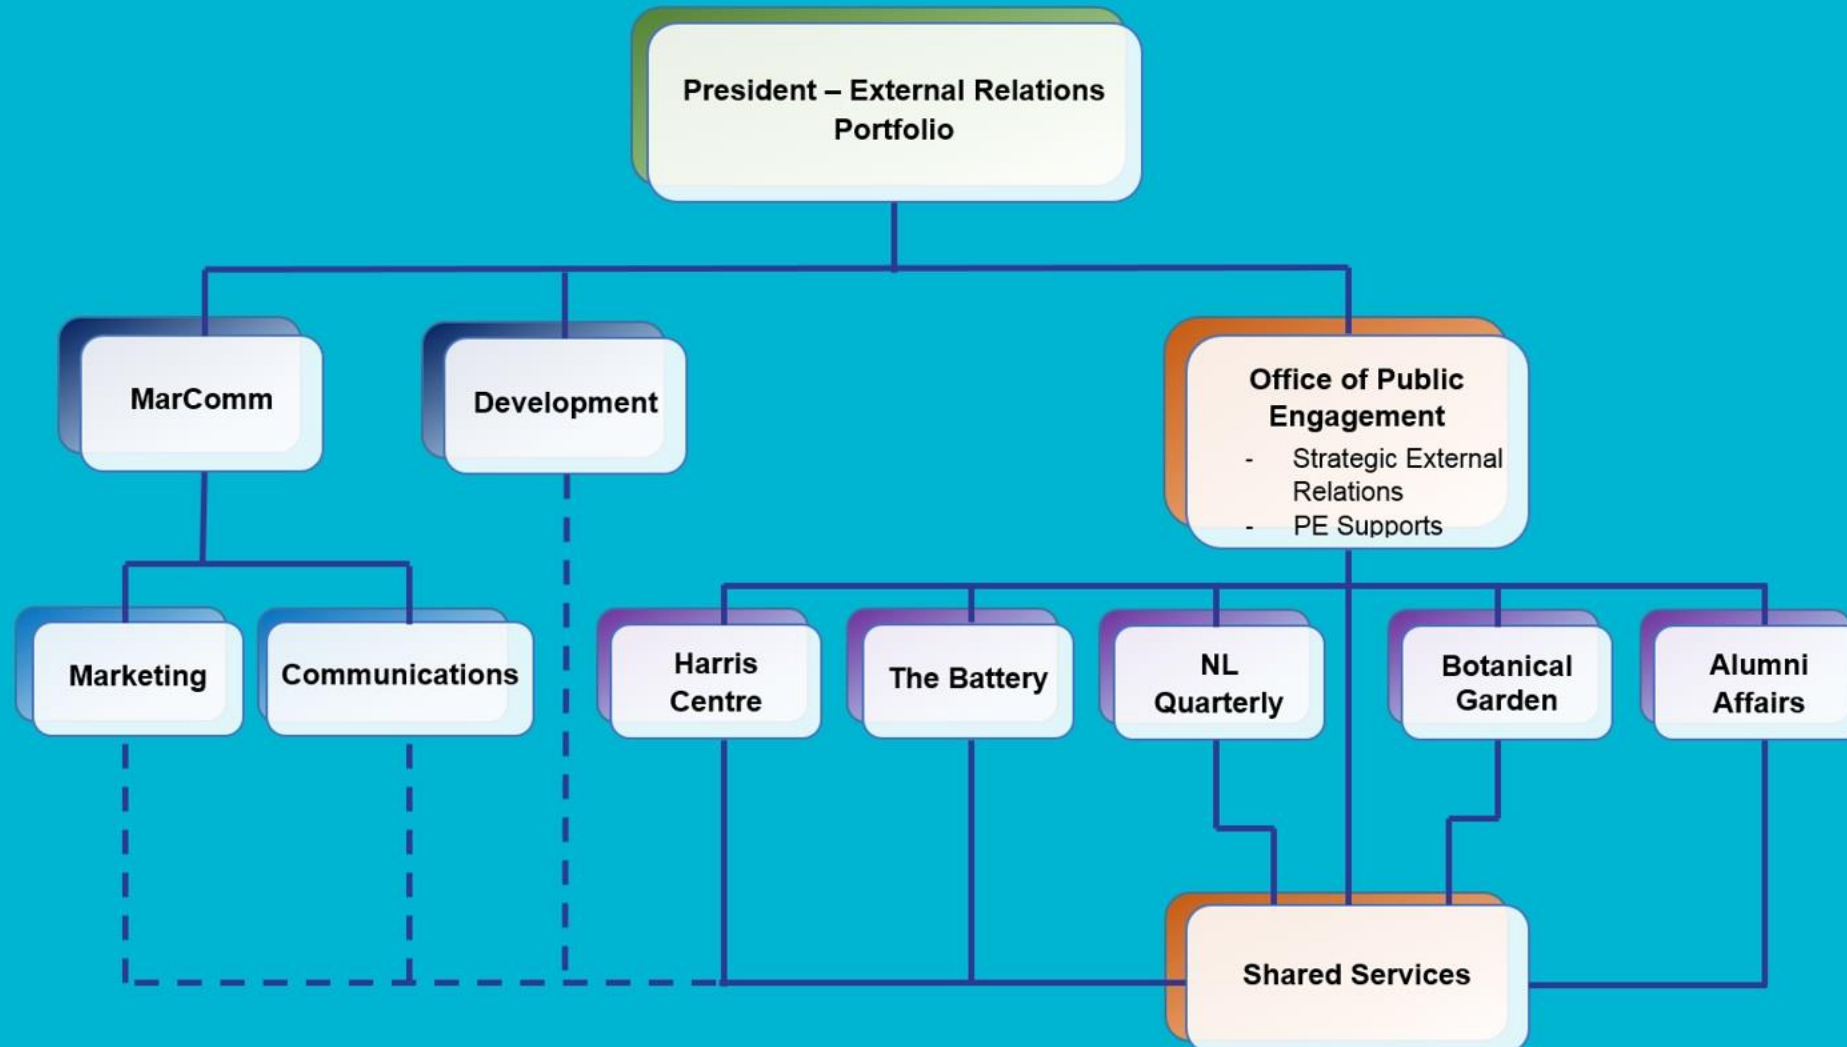 President – External Relations
Portfolio
MarComm
Development
Office of Public
Engagement
- Strategic External
Relations
- PE Supports
Marketing
Communications
Harris
Centre
The Battery
NL
Quarterly
Botanical
Garden
Alumni
Affairs
Shared Services